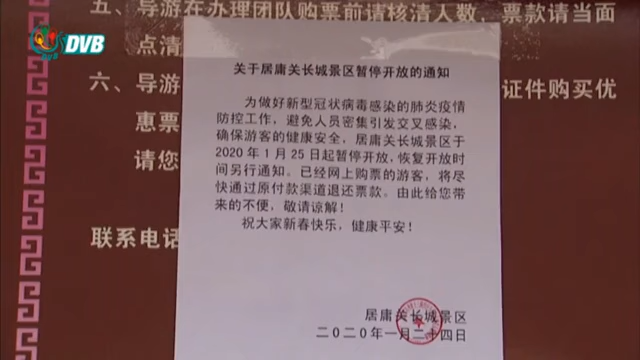 DVB
五、导游在办理团队购票前请核清人数，票款请当面
点清
六、导游
证件购买优
惠票
请您
联系电话
关于居庸关长城景区暂停开放的通知
为做好新型冠状病毒感染的肺炎疫情
防控工作，避免人员密集引发交叉感染，
确保游客的健康安全，居庸关长城景区于
2020年1月25日起暂停开放，恢复开放时
间另行通知。已经网上购票的游客，将尽
快通过原付款渠道退还票款。由此给您带
来的不便，敬请谅解！
祝大家新春快乐，健康平安！
居庸关长城景区
二〇二〇年一月二十四日